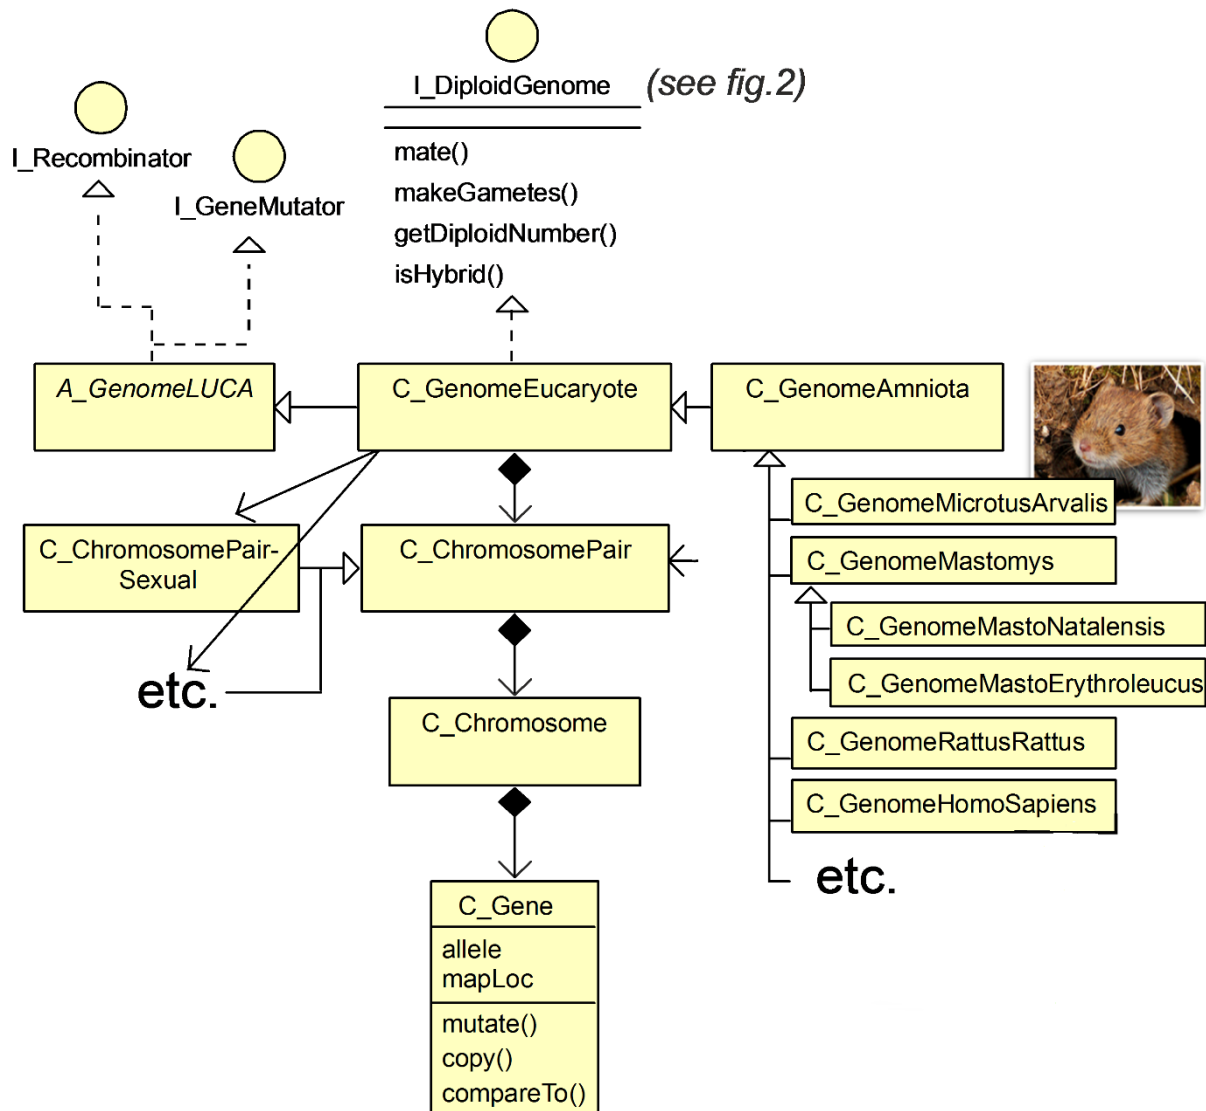 I_DiploidGenome (see fig.2)
I_Recombinator
I_GeneMutator
mate()
makeGametes()
getDiploidNumber()
isHybrid()
A_GenomeLUCA
C_GenomeEucaryote
C_GenomeAmniota
C_GenomeMicrotusArvalis
C_ChromosomePair-
Sexual
C_ChromosomePair
C_GenomeMastomys
C_GenomeMastoNatalensis
C_GenomeMastoErythroleucus
etc.
C_Chromosome
C_GenomeRattusRattus
C_GenomeHomoSapiens
etc.
C_Gene
allele
mapLoc
mutate()
copy()
compareTo()